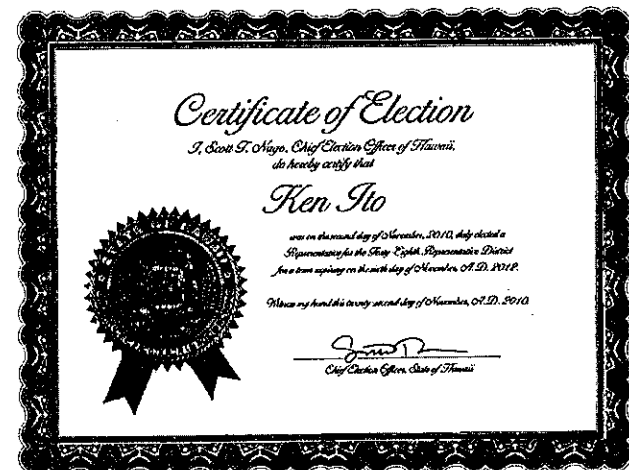 Certificate of Election
I, Scott T. Nago, Chief Election Officer of Hawaii,
do hereby certify that
Ken Ito
was on the second day of November, 2010, duly elected a
Representative for the Forty-Eighth Representative District
for a term expiring on the sixth day of November, A.D. 2012.
Witness my hand this twenty-second day of November, A.D. 2010.
Chief Election Officer, State of Hawaii